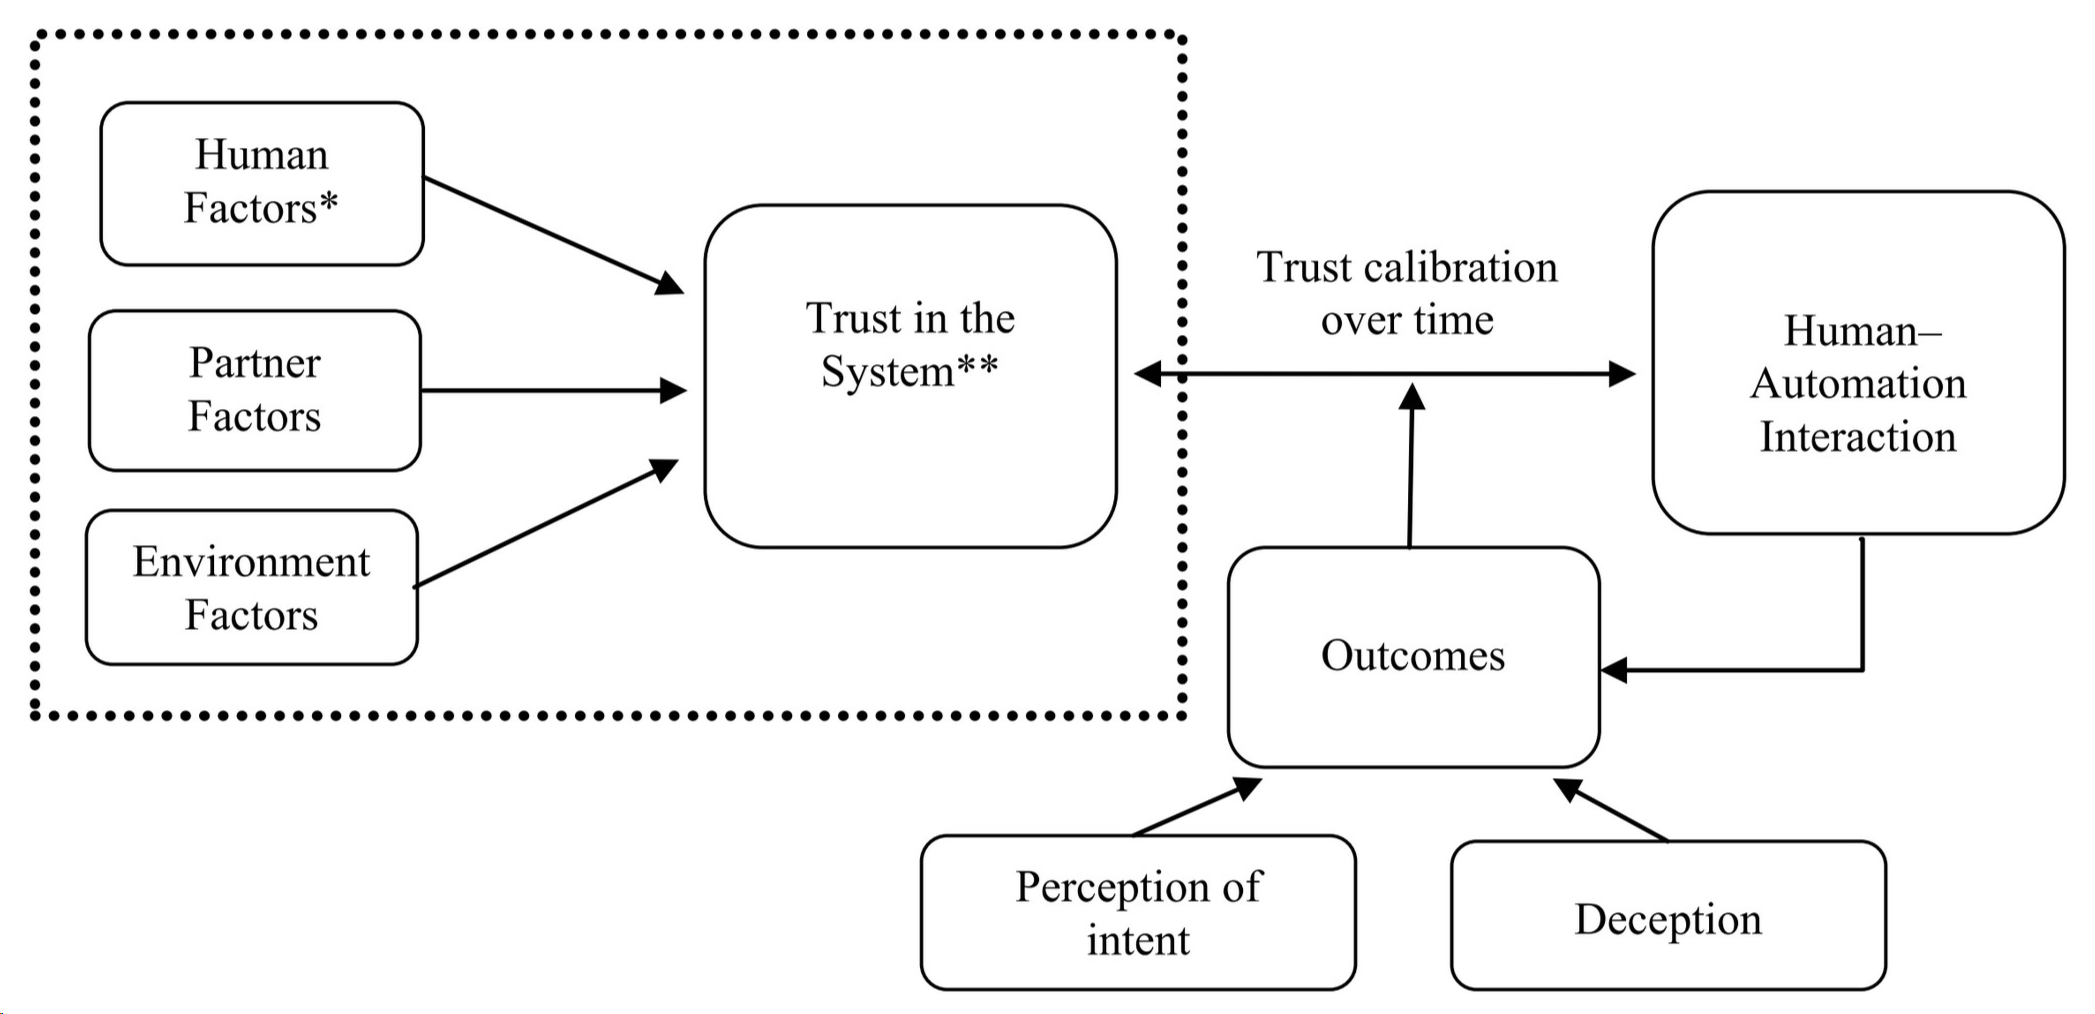 Human
Factors*
Partner
Factors
Environment
Factors
Trust in the
System**
Trust calibration
over time
Human–
Automation
Interaction
Outcomes
Perception of
intent
Deception